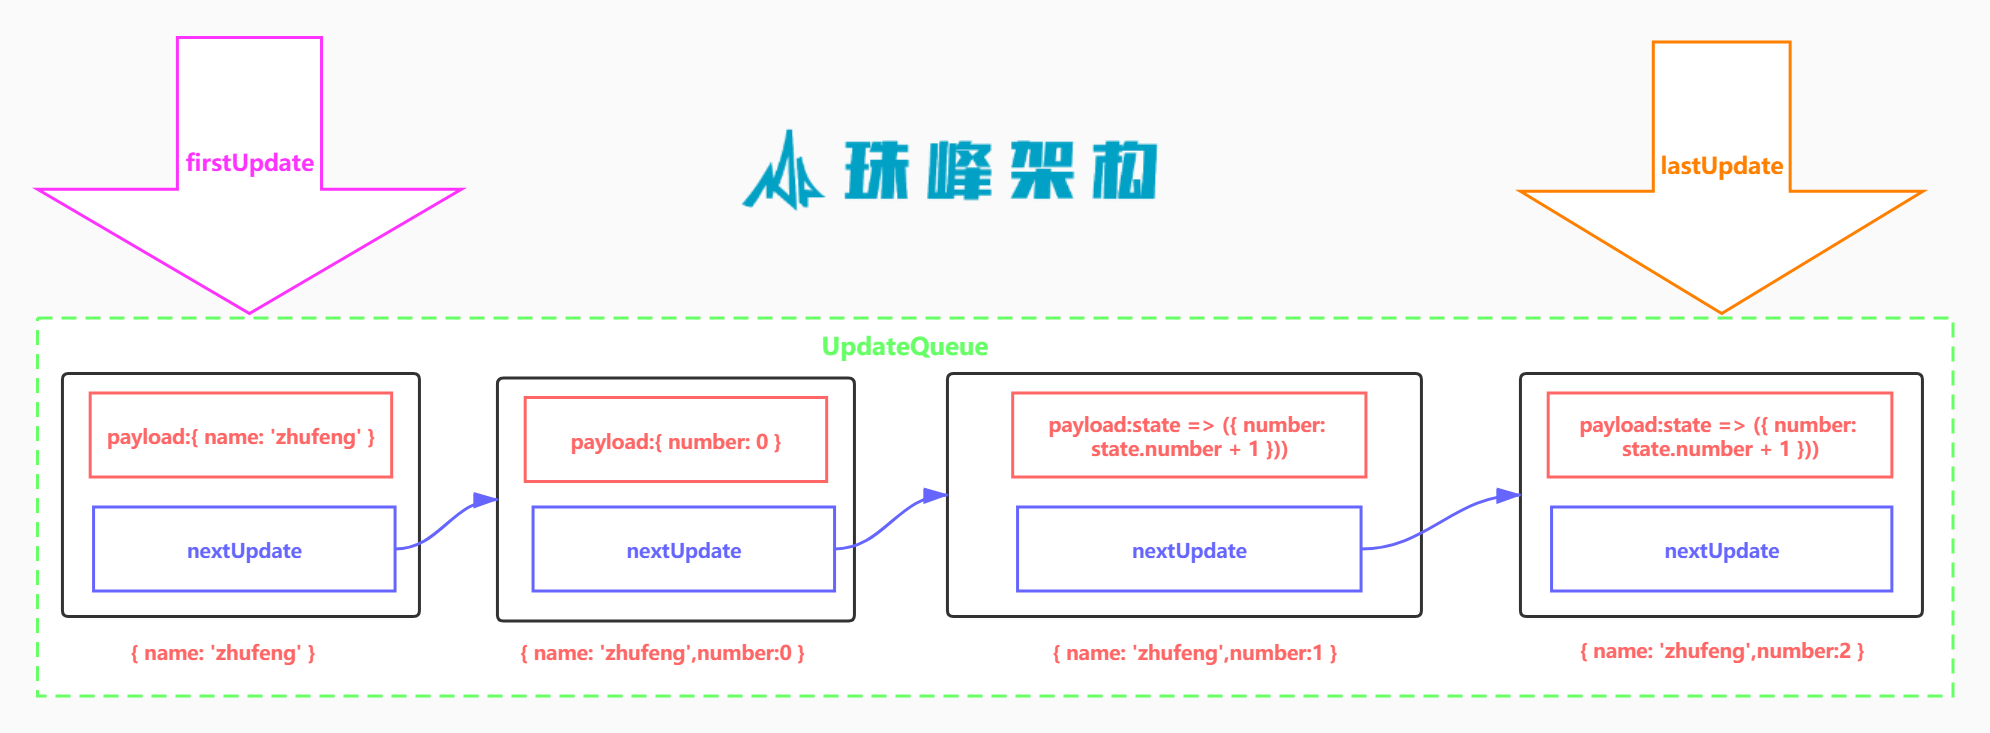 firstUpdate
珠峰架构
lastUpdate
UpdateQueue
payload:{ name: 'zhufeng' }
nextUpdate
{ name: 'zhufeng' }
payload:{ number: 0 }
nextUpdate
{ name: 'zhufeng',number:0 }
payload:state => ({ number:
state.number + 1 }))
nextUpdate
{ name: 'zhufeng',number:1 }
payload:state => ({ number:
state.number + 1 }))
nextUpdate
{ name: 'zhufeng',number:2 }